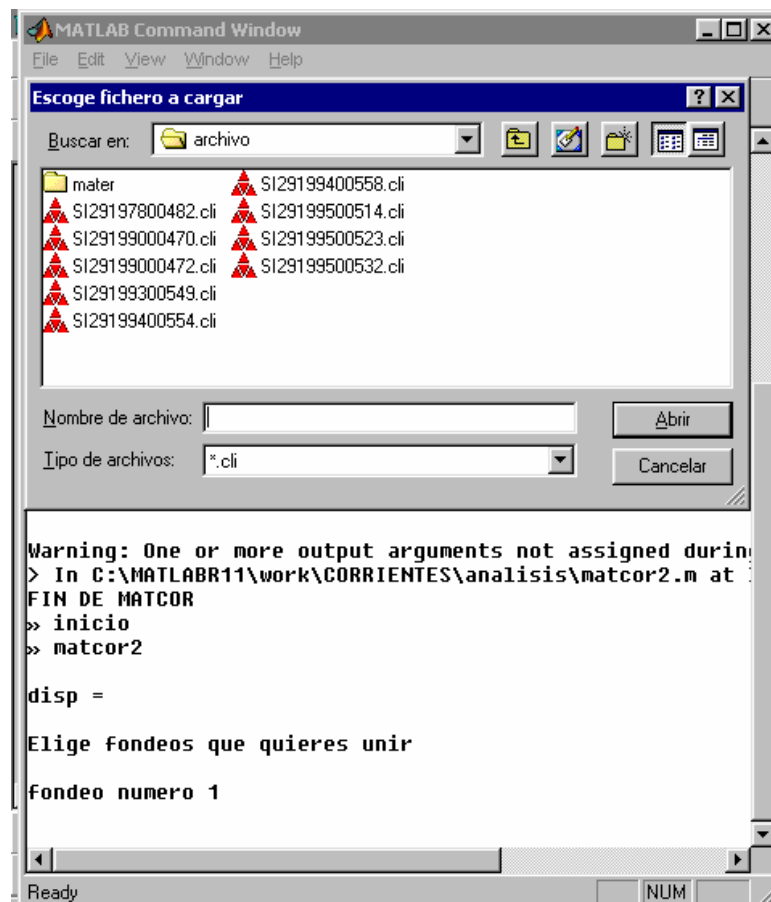 MATLAB Command Window
File Edit View Window Help
Escoge fichero a cargar
Buscar en: archivo
mater
SI29197800482.cli
SI29199000470.cli
SI29199000472.cli
SI29199300549.cli
SI29199400554.cli
SI29199400558.cli
SI29199500514.cli
SI29199500523.cli
SI29199500532.cli
Nombre de archivo:
Abrir
Tipo de archivos: *.cli
Cancelar
Warning: One or more output arguments not assigned durin
> In C:\MATLABR11\work\CORRIENTES\analisis\matcor2.m at
FIN DE MATCOR
» inicio
» matcor2
disp =
Elige fondeos que quieres unir
fondeo numero 1
Ready
NUM